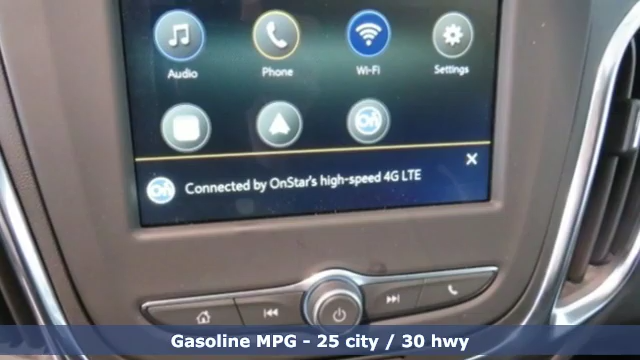 Audio
Phone
Wi-Fi
Settings
Connected by OnStar's high-speed 4G LTE
Gasoline MPG - 25 city / 30 hwy